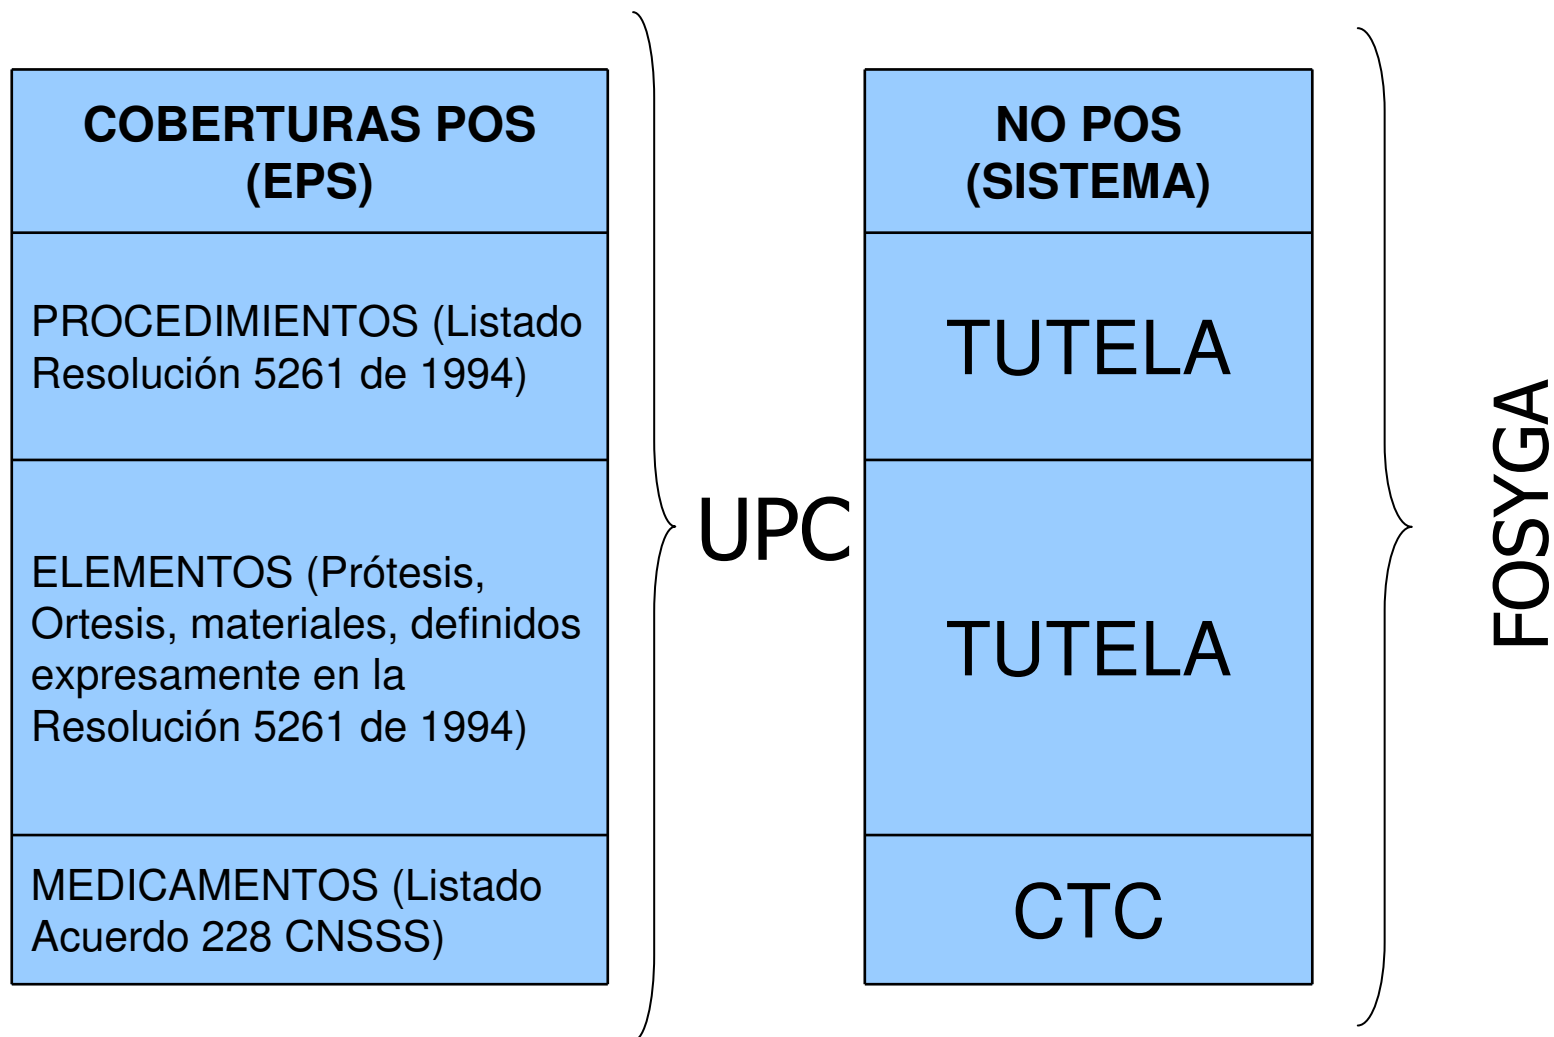 COBERTURAS POS
(EPS)
PROCEDIMIENTOS (Listado
Resolución 5261 de 1994)
ELEMENTOS (Prótesis,
Ortesis, materiales, definidos
expresamente en la
Resolución 5261 de 1994)
MEDICAMENTOS (Listado
Acuerdo 228 CNSSS)
UPC
NO POS
(SISTEMA)
TUTELA
TUTELA
CTC
FOSYGA